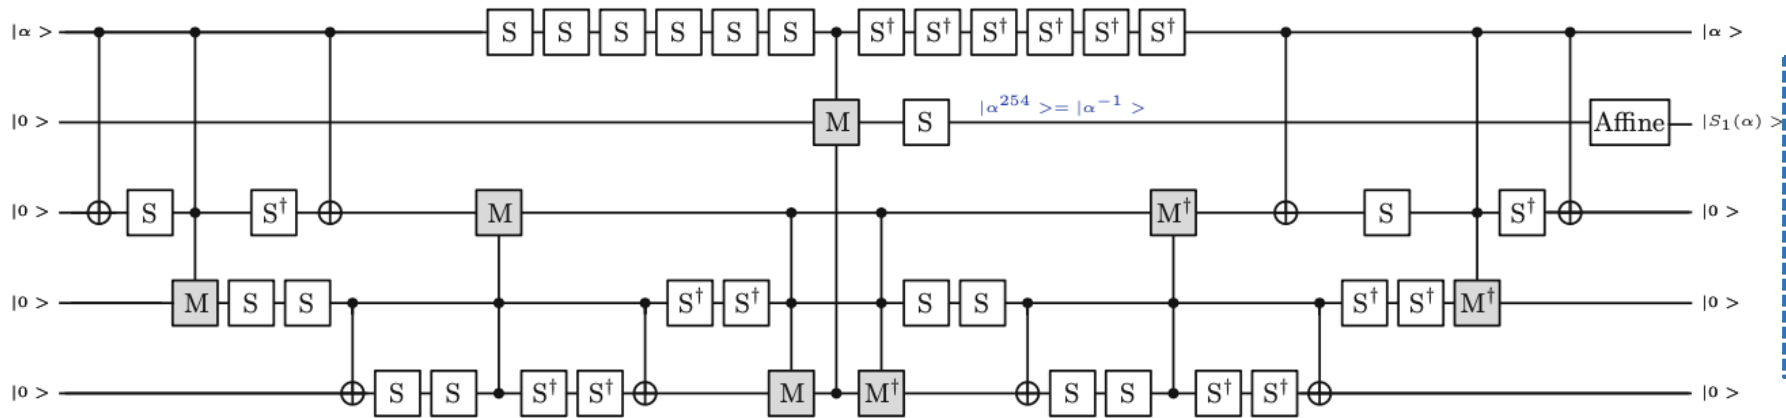 |α > S S S S S S S† S† S† S† S† S† |α >
|0 > M S |α²⁵⁴ >=|α⁻¹ > Affine |S₁(α) >
|0 > S S† M M† S S† |0 >
|0 > M S S S† S† S S S† S† M† |0 >
|0 > S S S† S† M M† S S S† S† |0 >